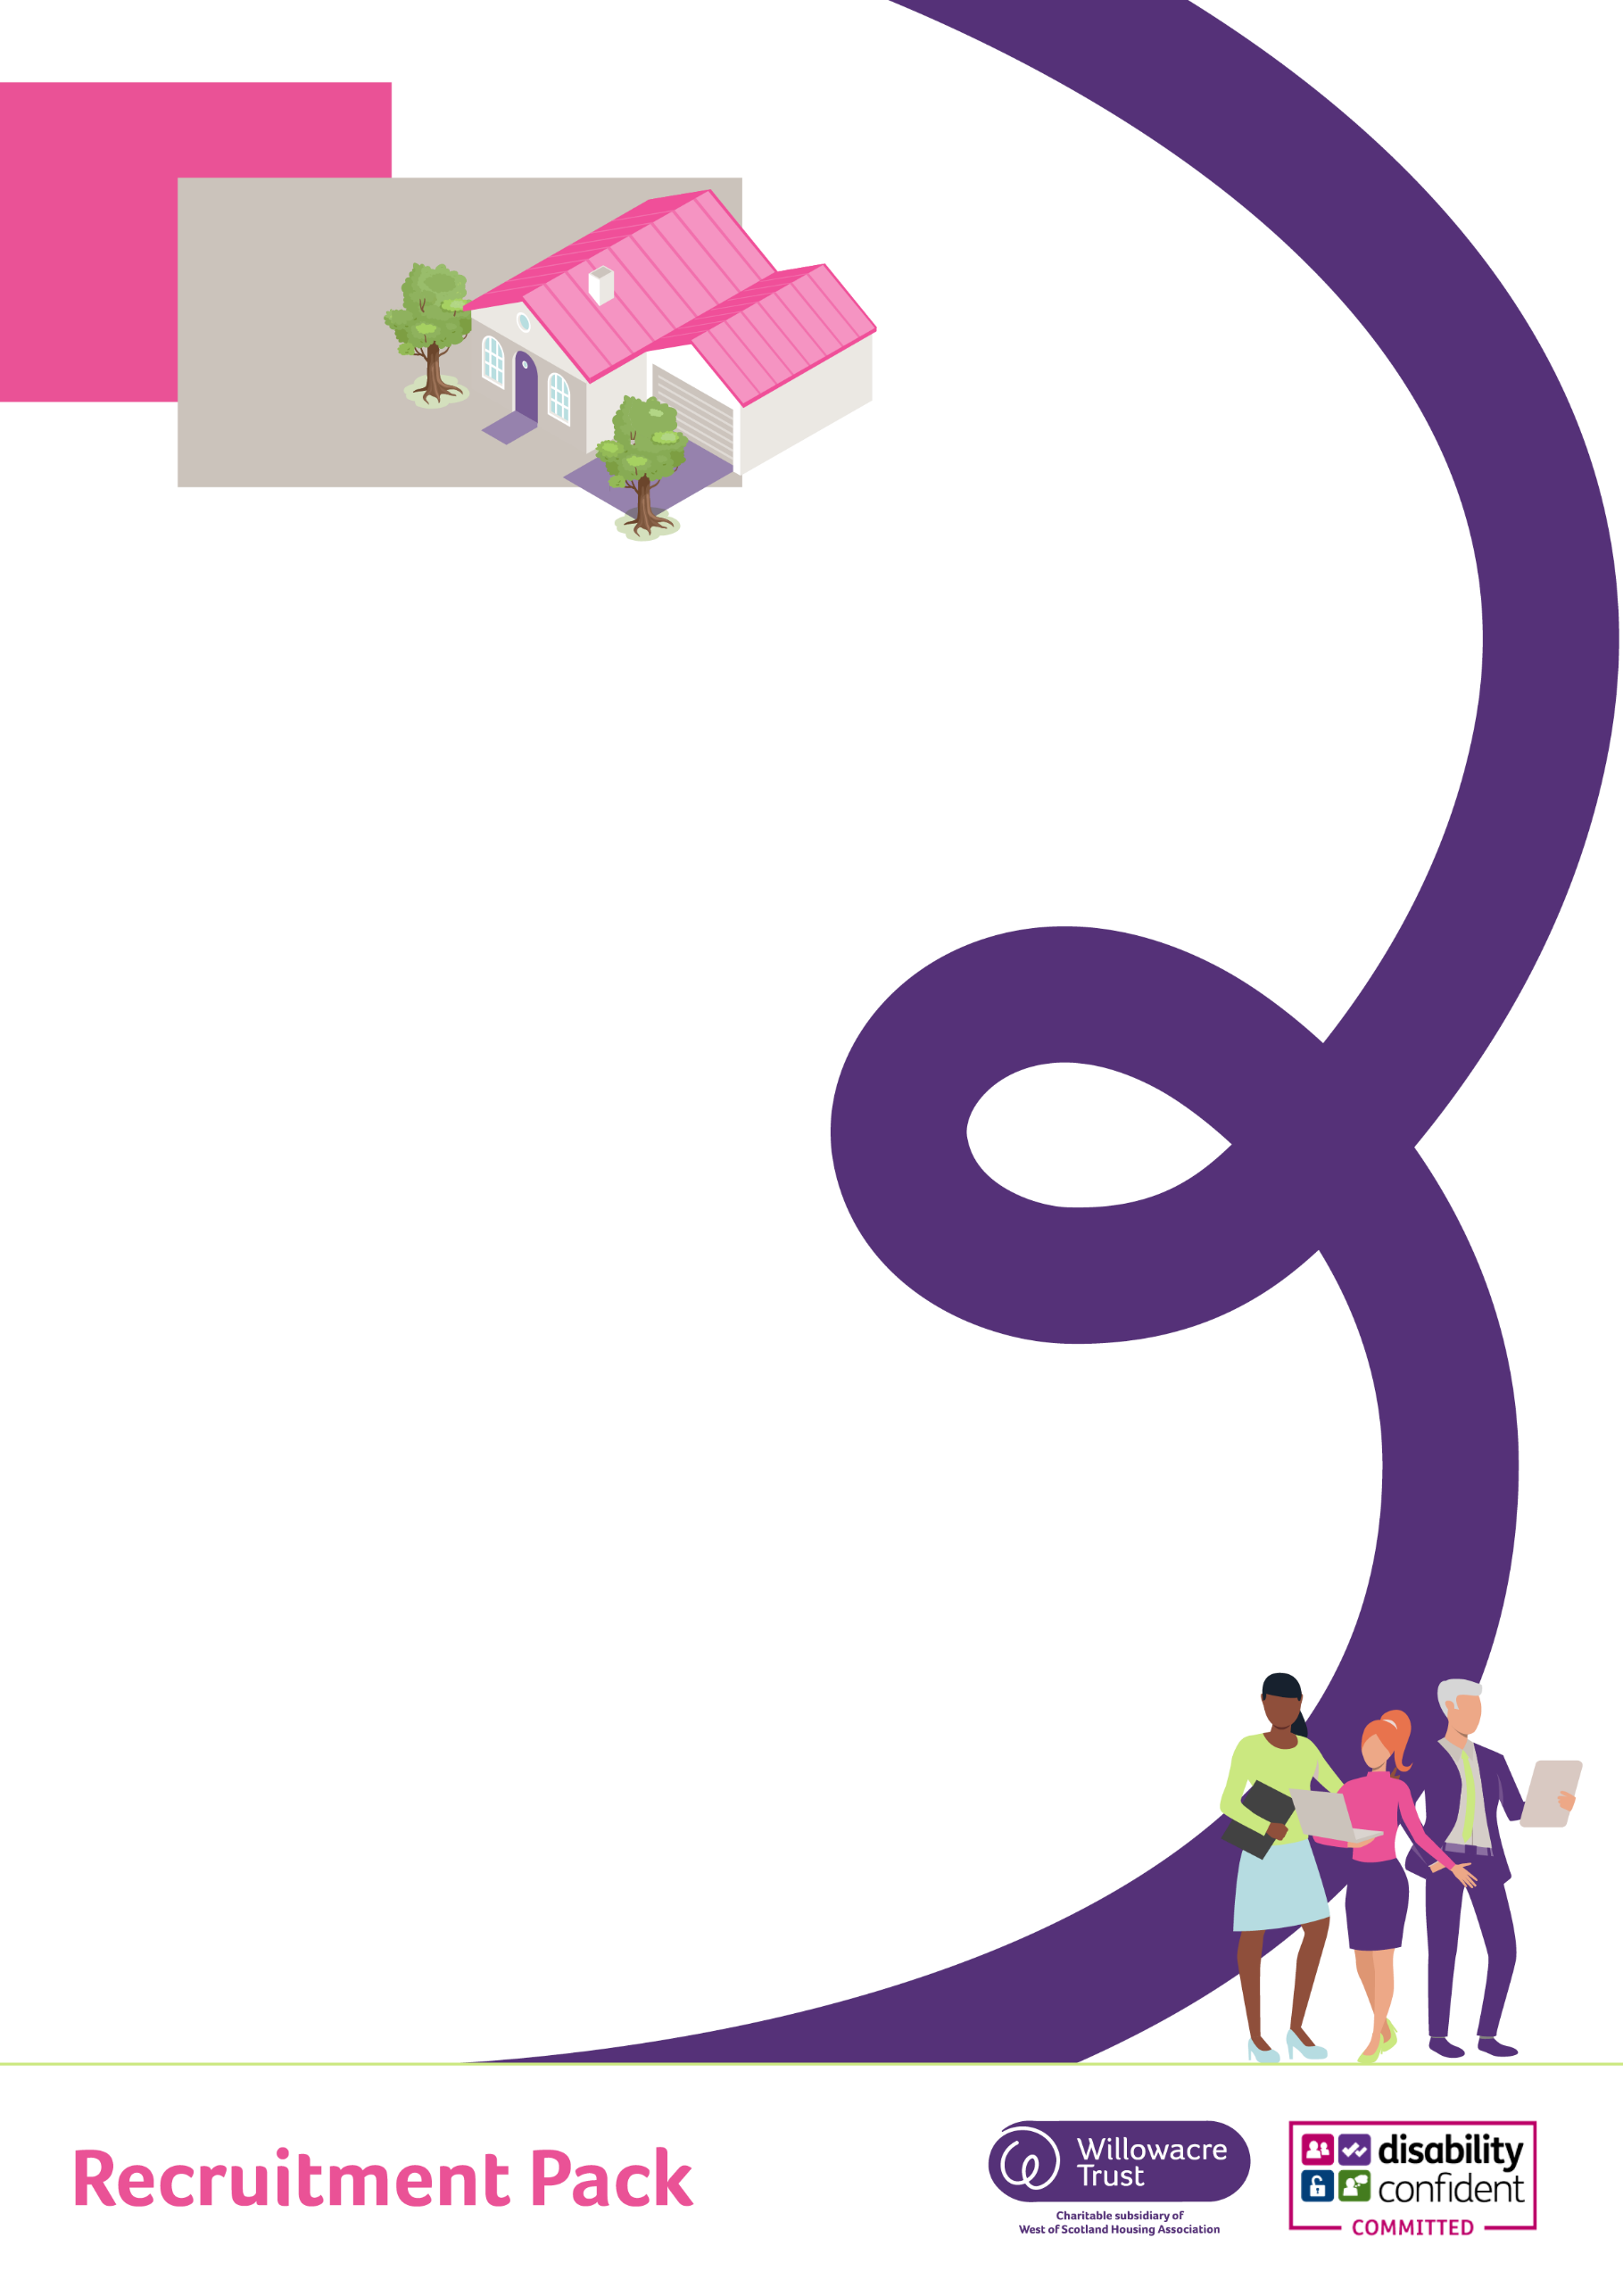 Recruitment Pack
Willowacre
Trust
Charitable subsidiary of
West of Scotland Housing Association
disability
confident
COMMITTED